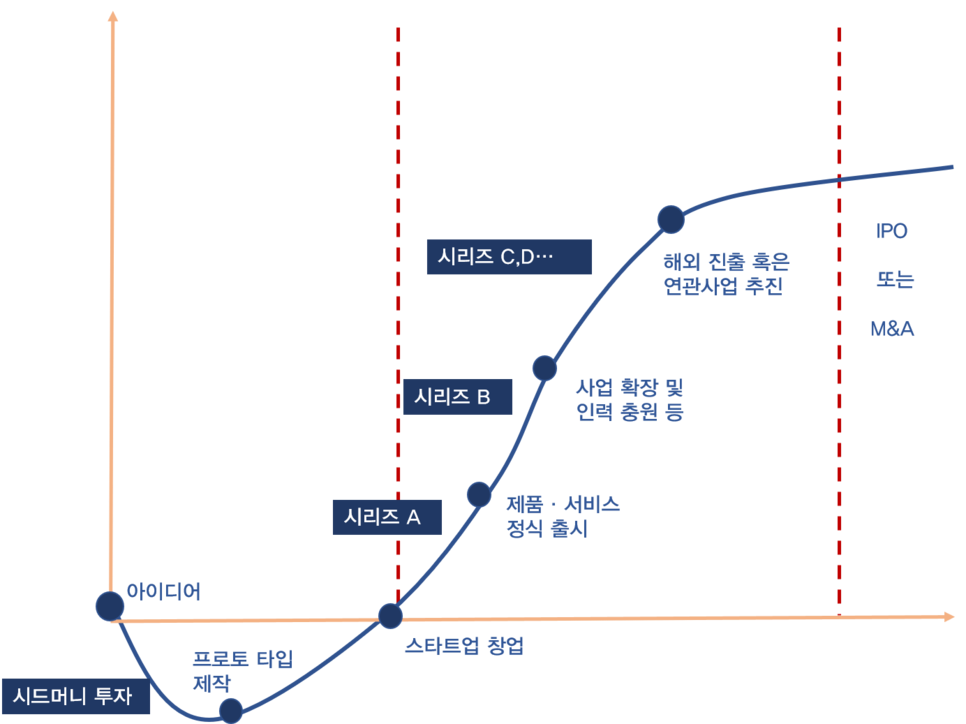 IPO
또는
M&A
시리즈 C,D…
해외 진출 혹은
연관사업 추진
시리즈 B
사업 확장 및
인력 충원 등
시리즈 A
제품 · 서비스
정식 출시
아이디어
스타트업 창업
프로토 타입
제작
시드머니 투자